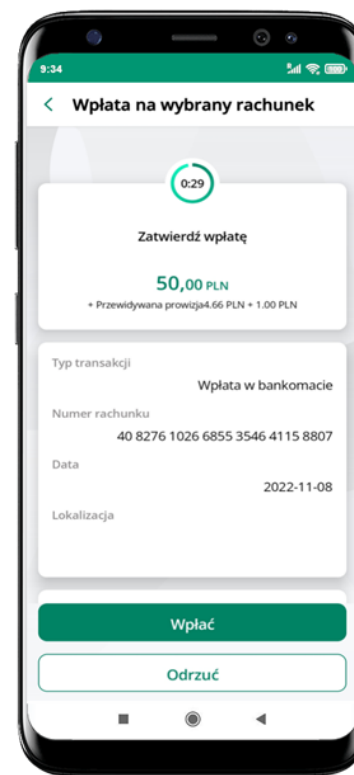 9:34
100
Wpłata na wybrany rachunek
0:29
Zatwierdź wpłatę
50,00 PLN
+ Przewidywana prowizja4.66 PLN + 1.00 PLN
Typ transakcji
Wpłata w bankomacie
Numer rachunku
40 8276 1026 6855 3546 4115 8807
Data
2022-11-08
Lokalizacja
Wpłać
Odrzuć